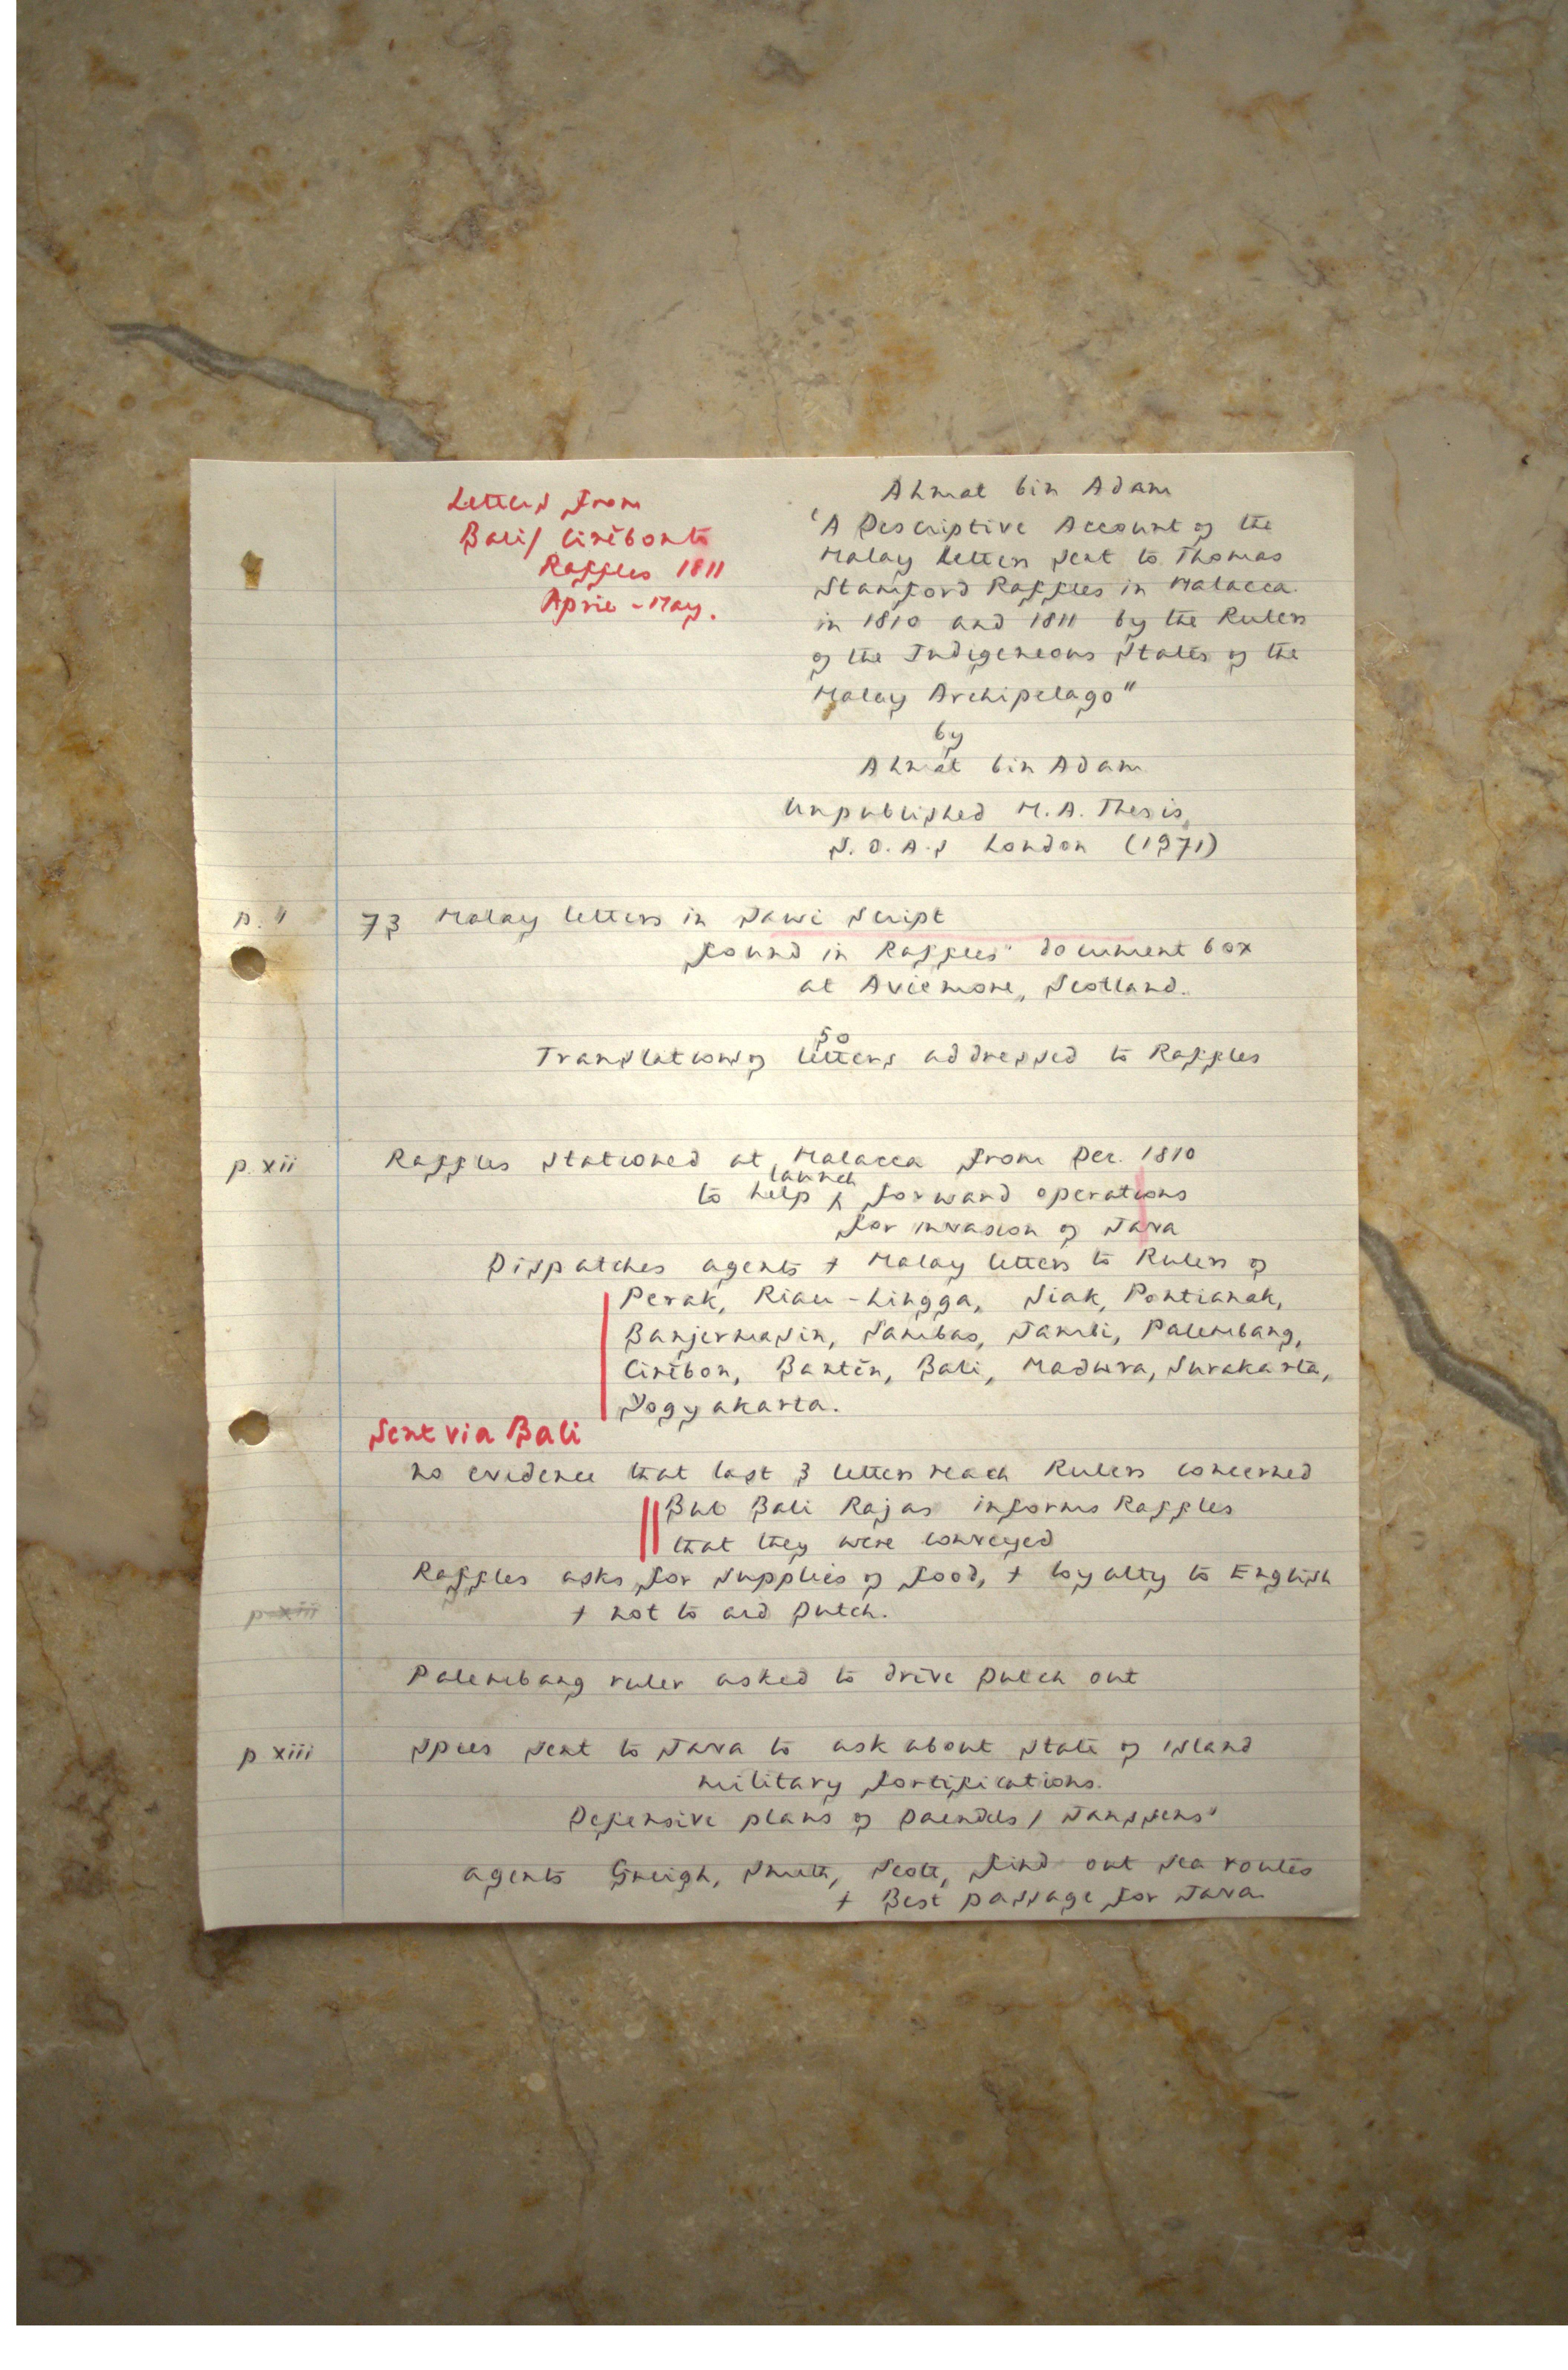 Letters from
Bali/ Ciribon to
Raffles 1811
April - May.
Ahmat bin Adam
'A Descriptive Account of the
Malay Letters sent to Thomas
Stamford Raffles in Malacca
in 1810 and 1811 by the Rulers
of the Indigeneous States of the
Malay Archipelago"
by
Ahmat bin Adam
Unpublished M.A. Thesis,
S.O.A.S London (1971)
p. 11 73 Malay letters in Jawi Script
found in Raffles' document box
at Aviemore, Scotland.
50
Translations of letters addressed to Raffles
p. xii Raffles stationed at Malacca from Dec. 1810
launch
to help ʌ forward operations
for invasion of Java
Dispatches agents + Malay letters to Rulers of
Perak, Riau-Lingga, Siak, Pontianak,
Banjermasin, Sambas, Jambi, Palembang,
Ciribon, Bantĕn, Bali, Madura, Surakarta,
Yogyakarta.
Sent via Bali
no evidence that last 3 letters reach Rulers concerned
But Bali Rajas informs Raffles
that they were conveyed
Raffles asks for supplies of food, + loyalty to English
p xiii + not to aid Dutch.
Palembang ruler asked to drive Dutch out
p xiii Spies sent to Java to ask about state of island
military fortifications.
Defensive plans of Daendels / Janssens'
agents Greigh, Smith, Scott, find out sea routes
+ Best passage for Java